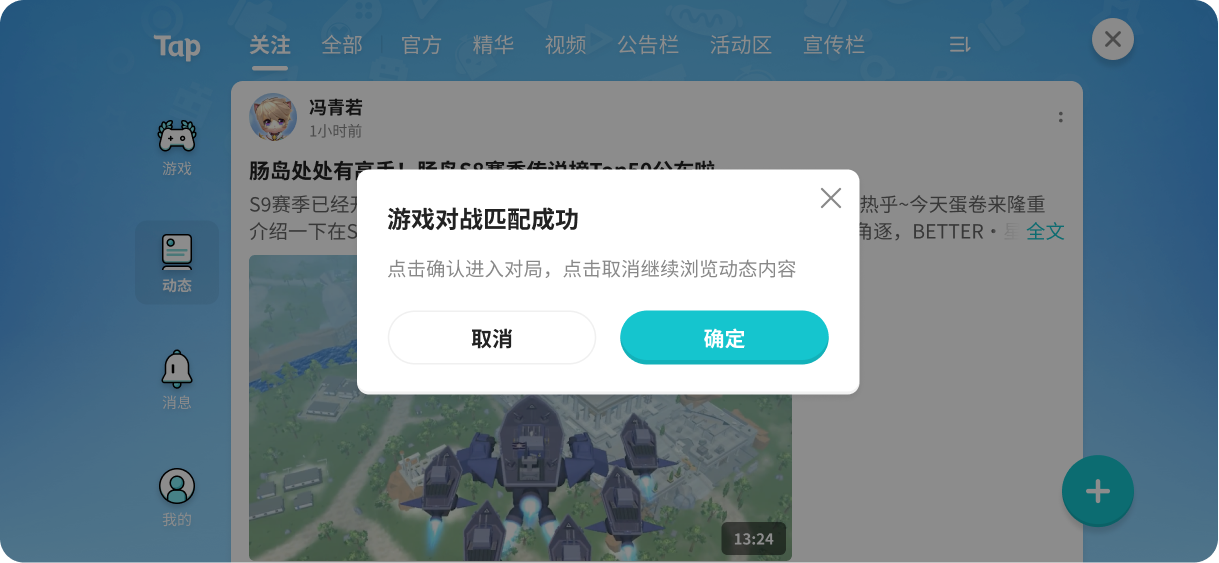 Tap
关注 全部 官方 精华 视频 公告栏 活动区 宣传栏
冯青若
1小时前
游戏
肠岛处处有高手！肠岛S8赛季传说榜Top50公布啦
S9赛季已经
热乎~今天蛋卷来隆重
介绍一下在S
角逐，BETTER·
全文
游戏对战匹配成功
点击确认进入对局，点击取消继续浏览动态内容
取消
确定
动态
消息
我的
13:24